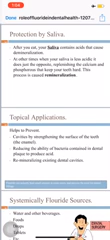 1:06
Done roleoffluorideindentalhealth-1207...
Protection by Saliva.
After you eat, your Saliva contains acids that cause
demineralization.
At other times when your saliva is less acidic, it
does just the opposite, replenishing the calcium and
phosphorous that keep your tooth hard. This
process is caused remineralization.
Topical Applications.
Helps to Prevent.
Cavities by strengthening the surface of the teeth
(the enamel).
Reducing the ability of bacteria contained in dental
plaque to produce acid
Re-mineralizing existing dental cavities.
Systemically Flouride Sources.
Water and other beverages.
Foods